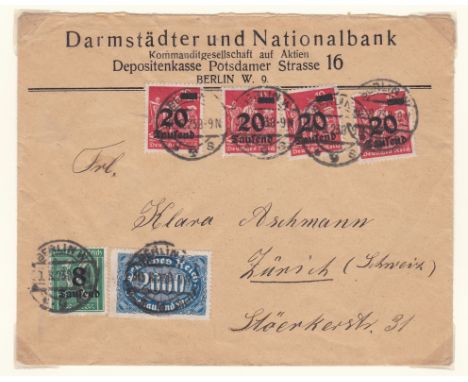 Darmstädter und Nationalbank
Kommanditgesellschaft auf Aktien
Depositenkasse Potsdamer Strasse 16
BERLIN W. 9.
20 Tausend
20 Tausend
20 Tausend
20 Tausend
Frl.
Klara Aschmann
Zürich (Schweiz)
Stöckerstr. 31
8 Tausend
2000
BERLIN